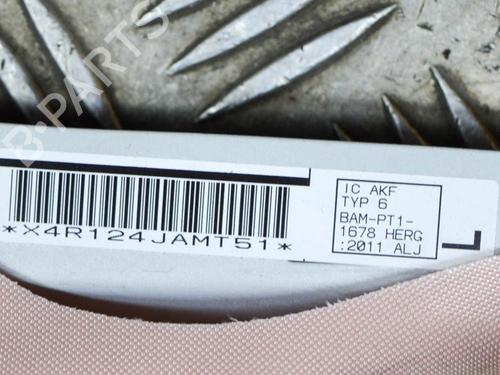 B-PARTS
*X4R124JAMT51*
IC AKF
TYP 6
BAM-PT1-
1678 HERG
:2011 ALJ
L